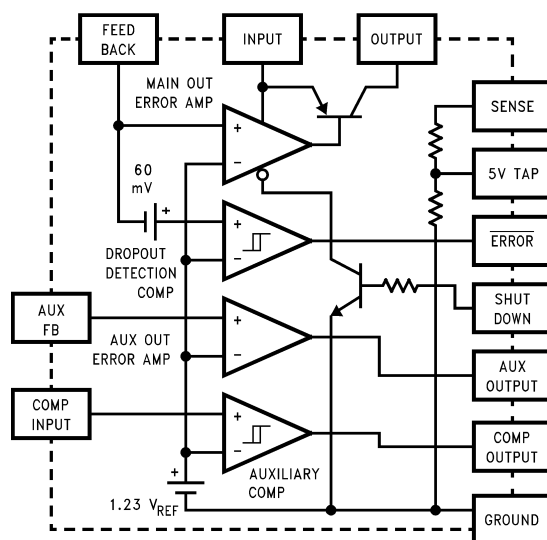 FEED
BACK
INPUT
OUTPUT
MAIN OUT
ERROR AMP
SENSE
+
−
5V TAP
60
mV
+
+
−
ERROR
DROPOUT
DETECTION
COMP
SHUT
DOWN
AUX
FB
+
−
AUX OUT
ERROR AMP
AUX
OUTPUT
COMP
INPUT
+
−
COMP
OUTPUT
+
AUXILIARY
COMP
1.23 VREF
GROUND